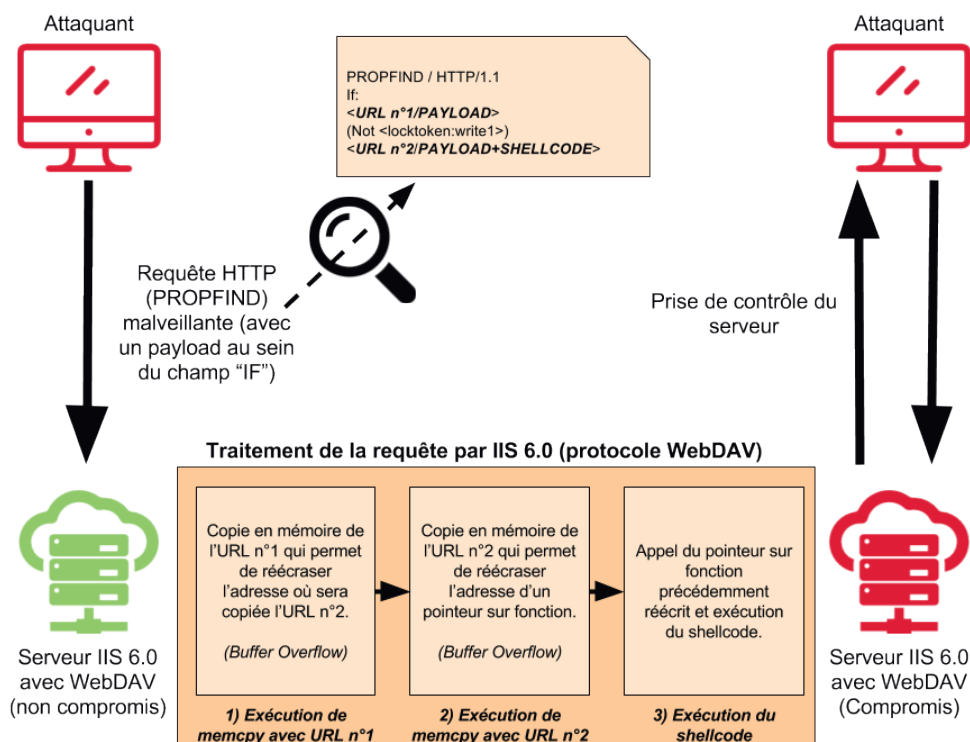 Attaquant
Attaquant
PROPFIND / HTTP/1.1
If:
<URL n°1/PAYLOAD>
(Not <locktoken:write1>)
<URL n°2/PAYLOAD+SHELLCODE>
Requête HTTP
(PROPFIND)
malveillante (avec
un payload au sein
du champ “IF”)
Prise de contrôle du
serveur
Traitement de la requête par IIS 6.0 (protocole WebDAV)
Copie en mémoire de
l’URL n°1 qui permet
de réécraser
l’adresse où sera
copiée l’URL n°2.
(Buffer Overflow)
Copie en mémoire de
l’URL n°2 qui permet
de réécraser
l’adresse d’un
pointeur sur fonction.
(Buffer Overflow)
Appel du pointeur sur
fonction
précédemment
réécrit et exécution
du shellcode.
1) Exécution de
memcpy avec URL n°1
2) Exécution de
memcpy avec URL n°2
3) Exécution du
shellcode
Serveur IIS 6.0
avec WebDAV
(non compromis)
Serveur IIS 6.0
avec WebDAV
(Compromis)